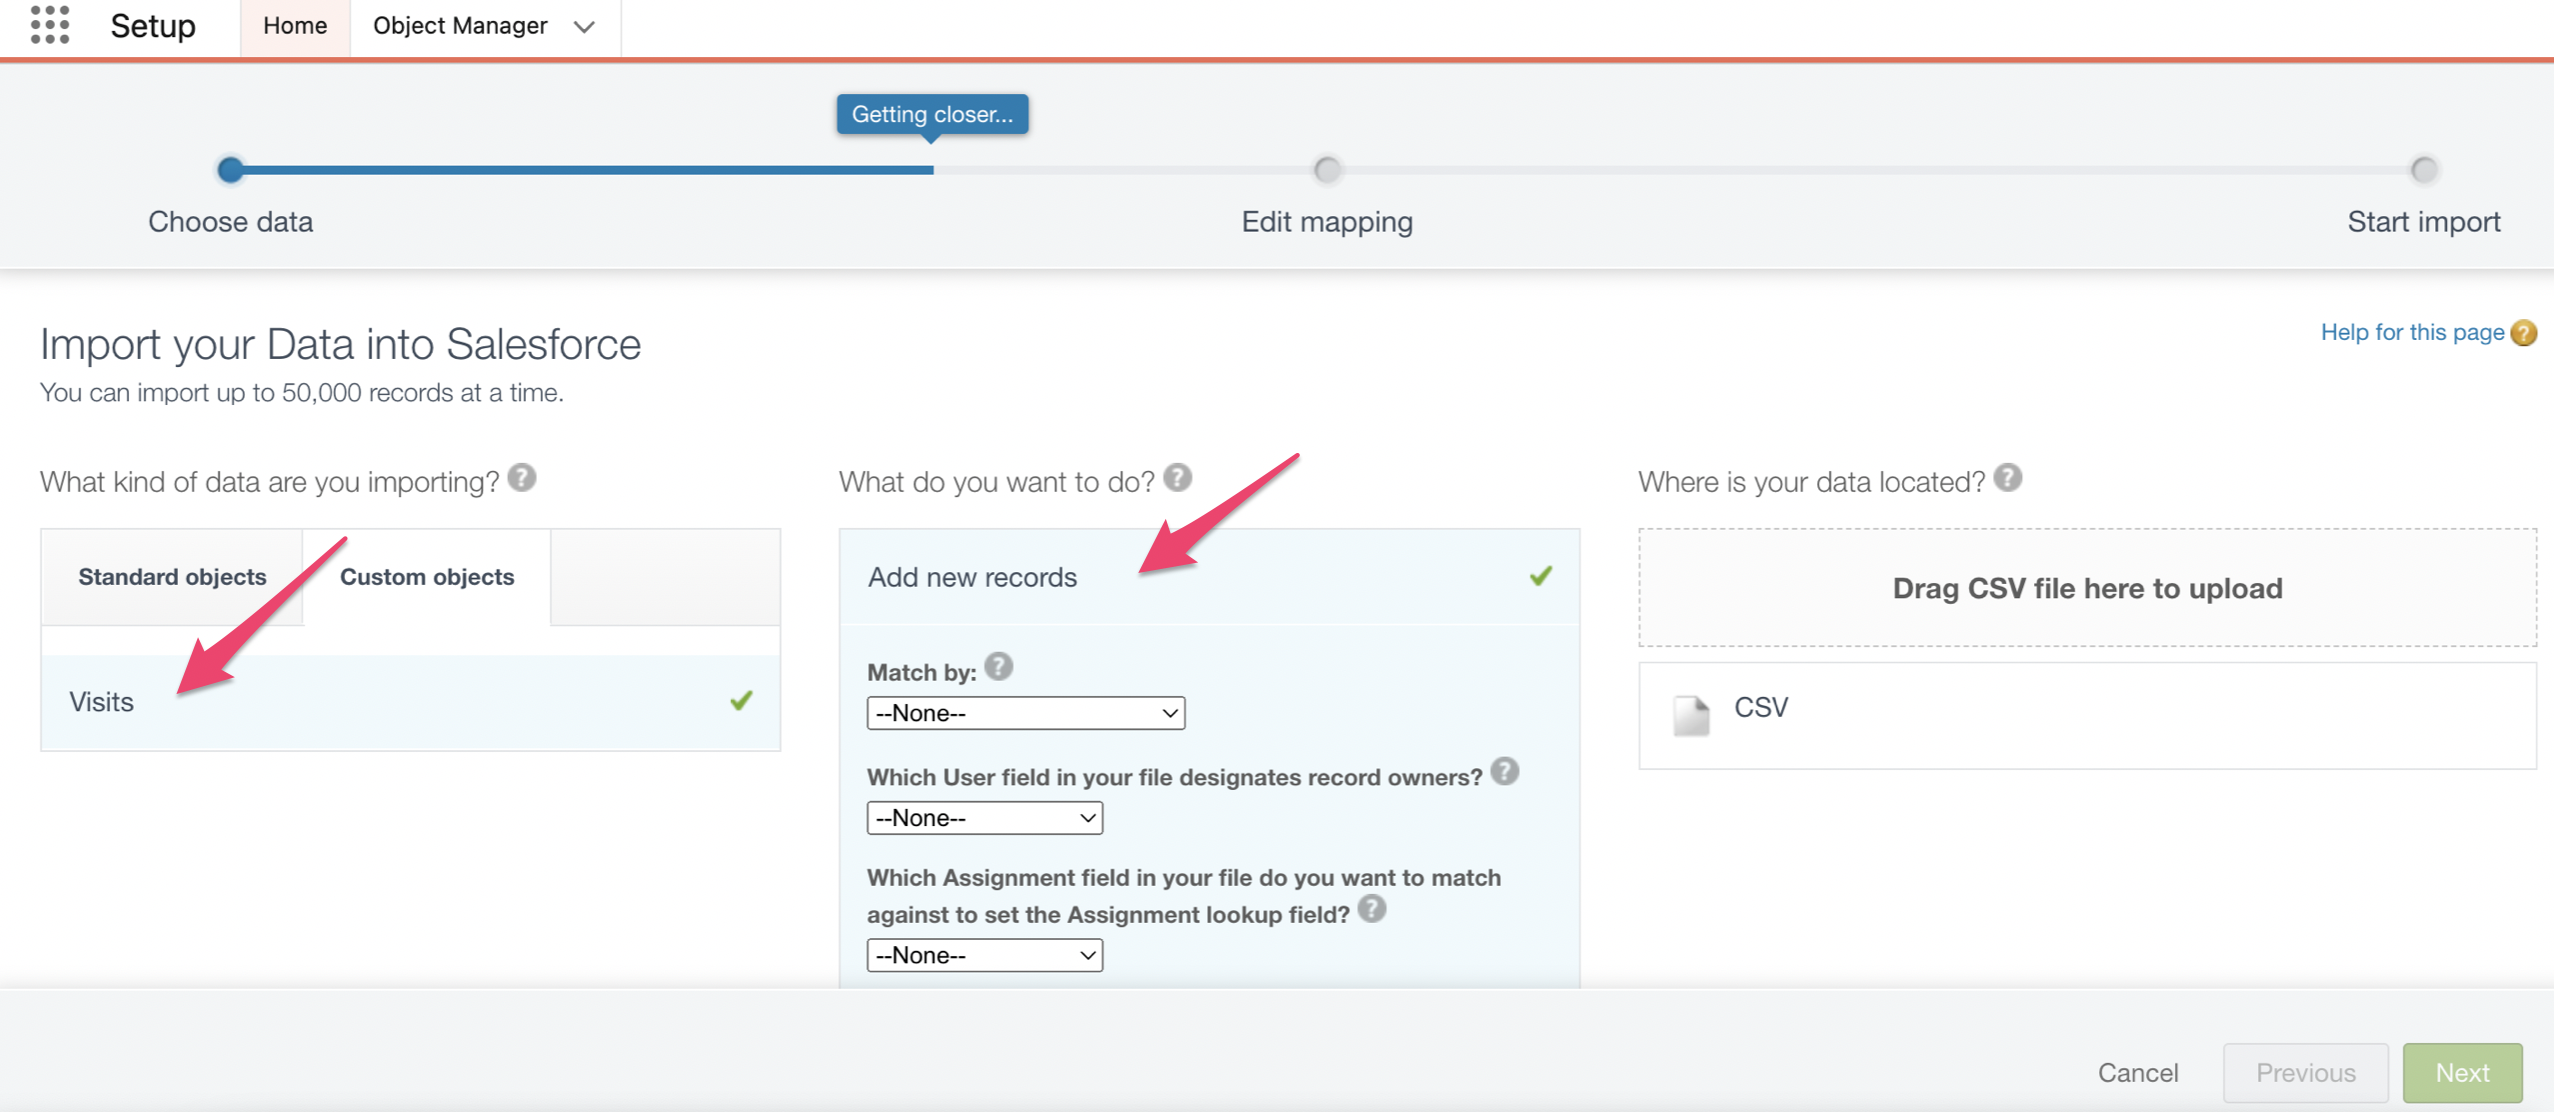 Setup
Home
Object Manager
Getting closer...
Choose data
Edit mapping
Start import
Import your Data into Salesforce
You can import up to 50,000 records at a time.
Help for this page ?
What kind of data are you importing? ?
Standard objects
Custom objects
Visits
What do you want to do? ?
Add new records
Match by: ?
--None--
Which User field in your file designates record owners? ?
--None--
Which Assignment field in your file do you want to match
against to set the Assignment lookup field? ?
--None--
Where is your data located? ?
Drag CSV file here to upload
CSV
Cancel
Previous
Next